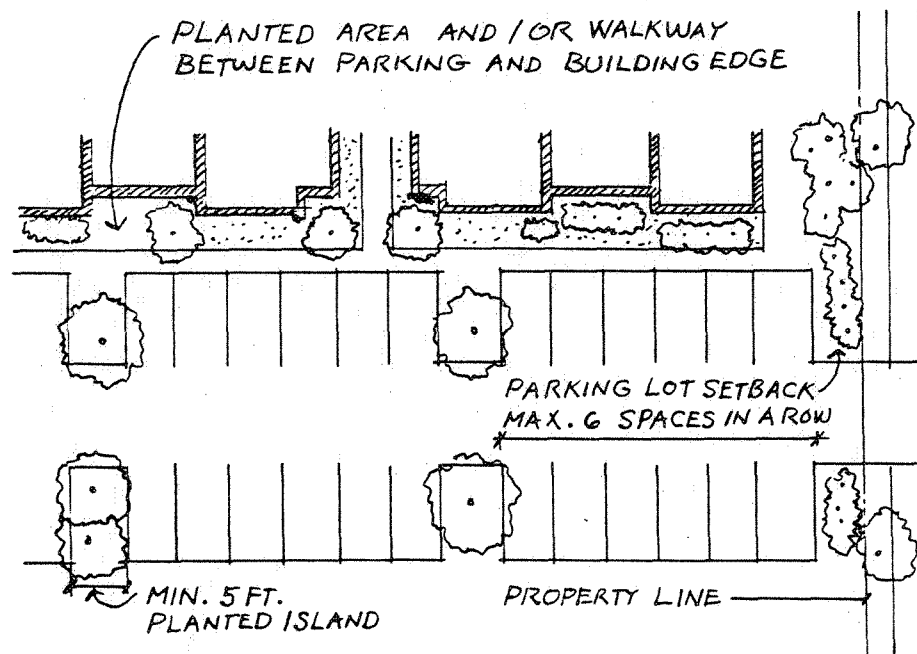 PLANTED AREA AND / OR WALKWAY
BETWEEN PARKING AND BUILDING EDGE
PARKING LOT SETBACK
MAX. 6 SPACES IN A ROW
MIN. 5 FT.
PLANTED ISLAND
PROPERTY LINE